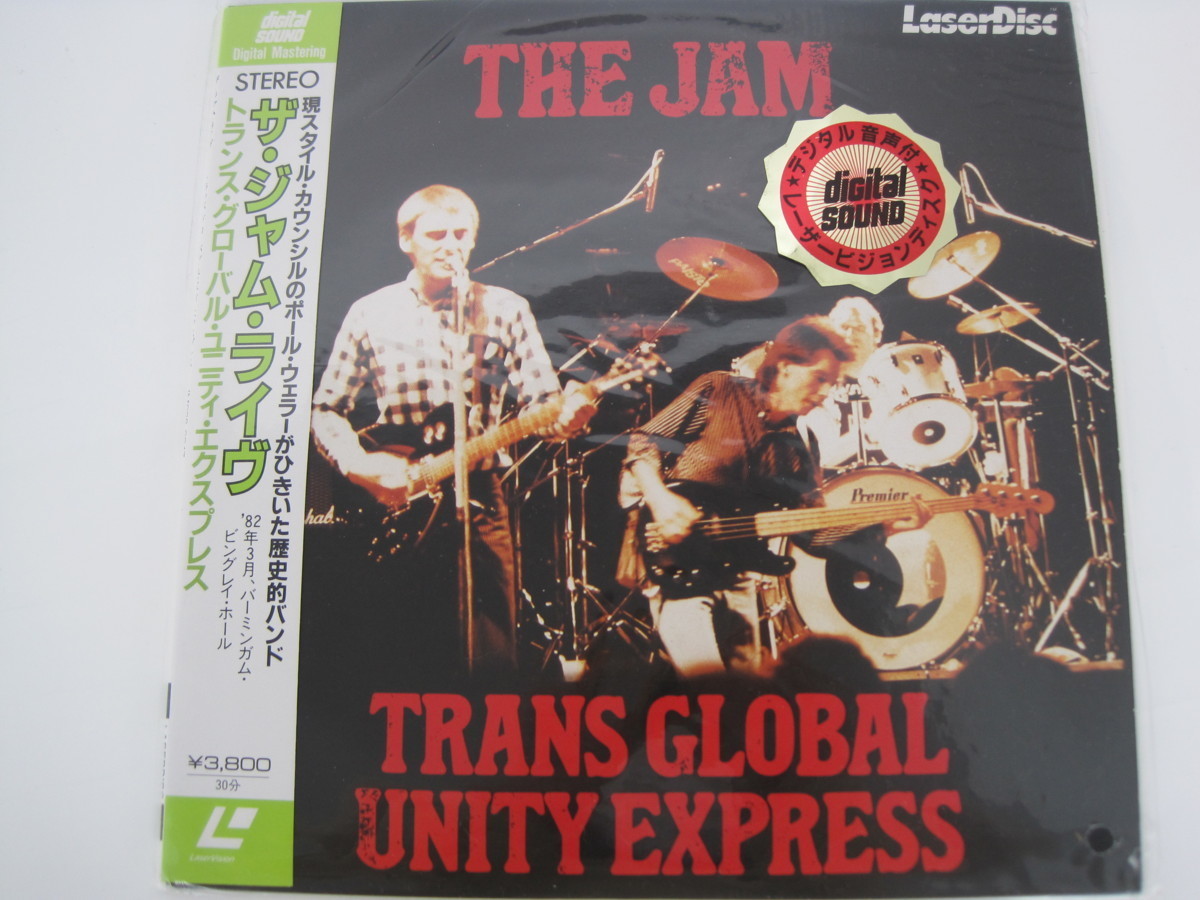 digital
SOUND
Digital Mastering
STEREO
現スタイル・カウンシルのポール・ウェラーがひきいた歴史的バンド
ザ・ジャム・ライヴ
トランス・グローバル・ユニティ・エクスプレス
'82年3月、バーミンガム・
ビングレイ・ホール
¥3,800
30分
LaserVision
LaserDisc
THE JAM
★デジタル音声付★
digital
SOUND
レーザービジョンディスク
PAiSTe
Premier
TRANS GLOBAL
UNITY EXPRESS